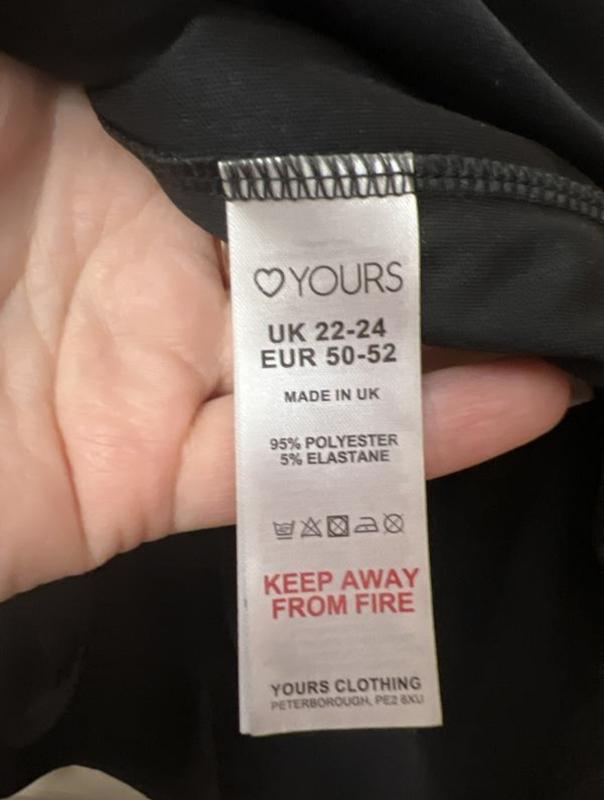 YOURS
UK 22-24
EUR 50-52
MADE IN UK
95% POLYESTER
5% ELASTANE
KEEP AWAY
FROM FIRE
YOURS CLOTHING
PETERBOROUGH, PE2 6XU